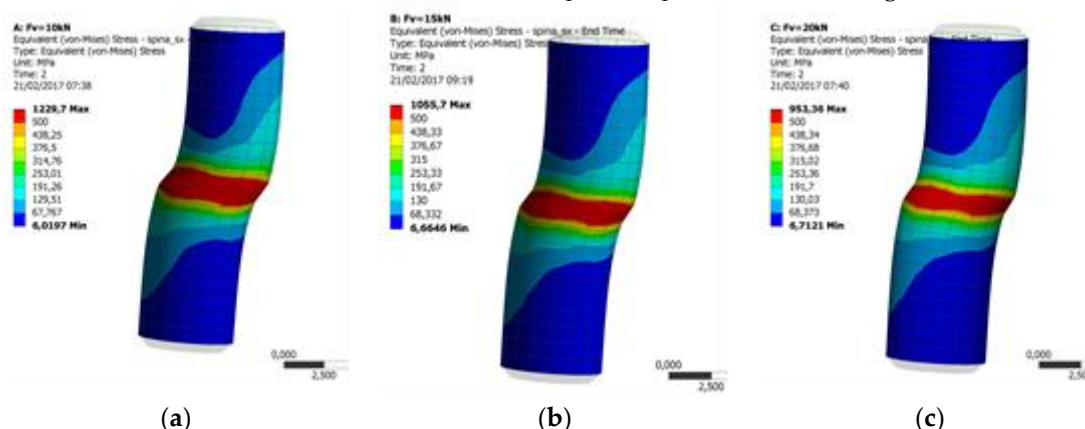 A: Fv=10kN
Equivalent (von-Mises) Stress - spina_sx -
Type: Equivalent (von-Mises) Stress
Unit: MPa
Time: 2
21/02/2017 07:38
1229,7 Max
500
438,25
376,5
314,76
253,01
191,26
129,51
67,767
6,0197 Min
0,000
2,500
(a)
B: Fv=15kN
Equivalent (von-Mises) Stress - spina_sx - End Time
Type: Equivalent (von-Mises) Stress
Unit: MPa
Time: 2
21/02/2017 09:19
1055,7 Max
500
438,33
376,67
315
253,33
191,67
130
68,332
6,6646 Min
0,000
2,500
(b)
C: Fv=20kN
Equivalent (von-Mises) Stress - End Time
Type: Equivalent (von-Mises) Stress
Unit: MPa
Time: 2
21/02/2017 07:40
953,36 Max
500
438,34
376,68
315,02
253,36
191,7
130,03
68,373
6,7121 Min
0,000
2,50
(c)